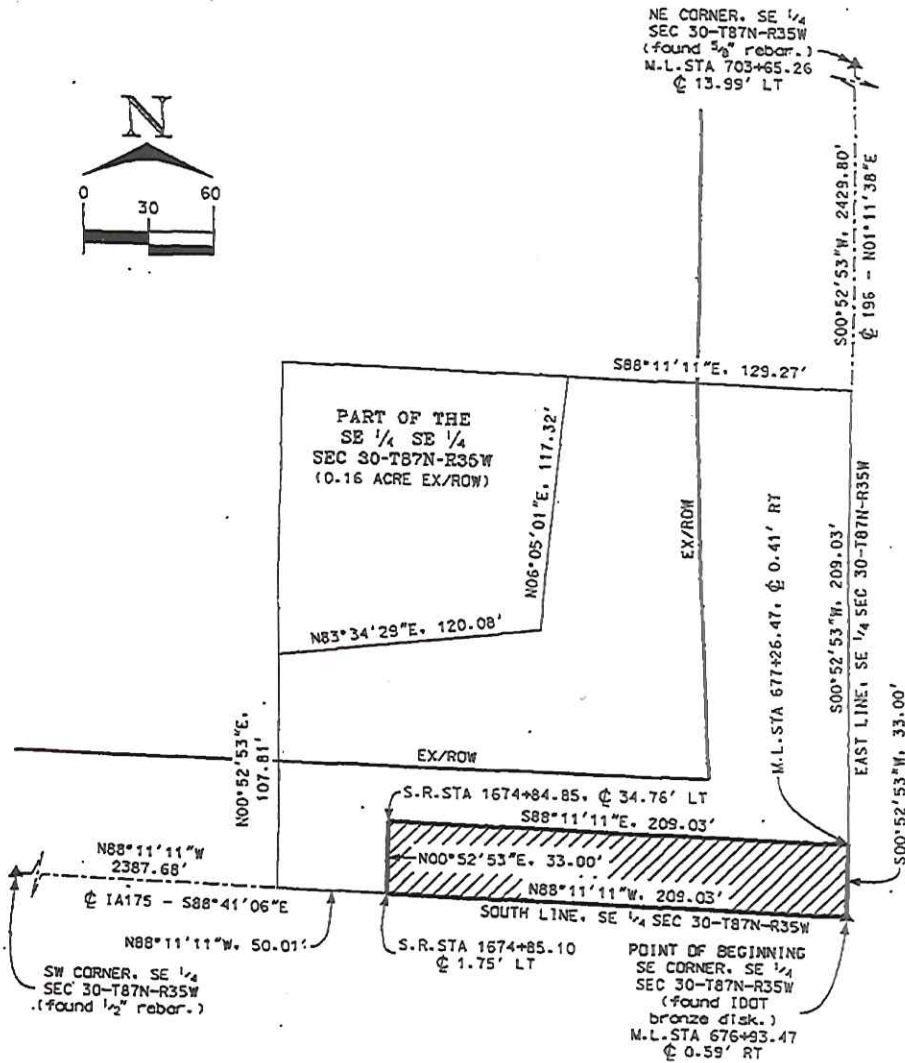 NE CORNER, SE 1/4
SEC 30-T87N-R35W
(found 5/8" rebar.)
M.L.STA 703+65.26
℄ 13.99' LT
N
0
30
60
S00°52'53"W, 2429.80'
℄ 196 - N01°11'38"E
S88°11'11"E, 129.27'
PART OF THE
SE 1/4 SE 1/4
SEC 30-T87N-R35W
(0.16 ACRE EX/ROW)
N06°05'01"E, 117.32'
EX/ROW
M.L.STA 677+26.47, ℄ 0.41' RT
S00°52'53"W, 209.03'
EAST LINE, SE 1/4 SEC 30-T87N-R35W
N83°34'29"E, 120.08'
N00°52'53"E,
107.81'
EX/ROW
S.R.STA 1674+84.85, ℄ 34.76' LT
S88°11'11"E, 209.03'
N00°52'53"E, 33.00'
S00°52'53"W, 33.00'
N88°11'11"W
2387.68'
N88°11'11"W, 209.03'
℄ IA175 - S88°41'06"E
SOUTH LINE, SE 1/4 SEC 30-T87N-R35W
N88°11'11"W, 50.01'
S.R.STA 1674+85.10
℄ 1.75' LT
SW CORNER, SE 1/4
SEC 30-T87N-R35W
(found 1/2" rebar.)
POINT OF BEGINNING
SE CORNER, SE 1/4
SEC 30-T87N-R35W
(found IDOT
bronze disk.)
M.L.STA 676+93.47
℄ 0.59' RT